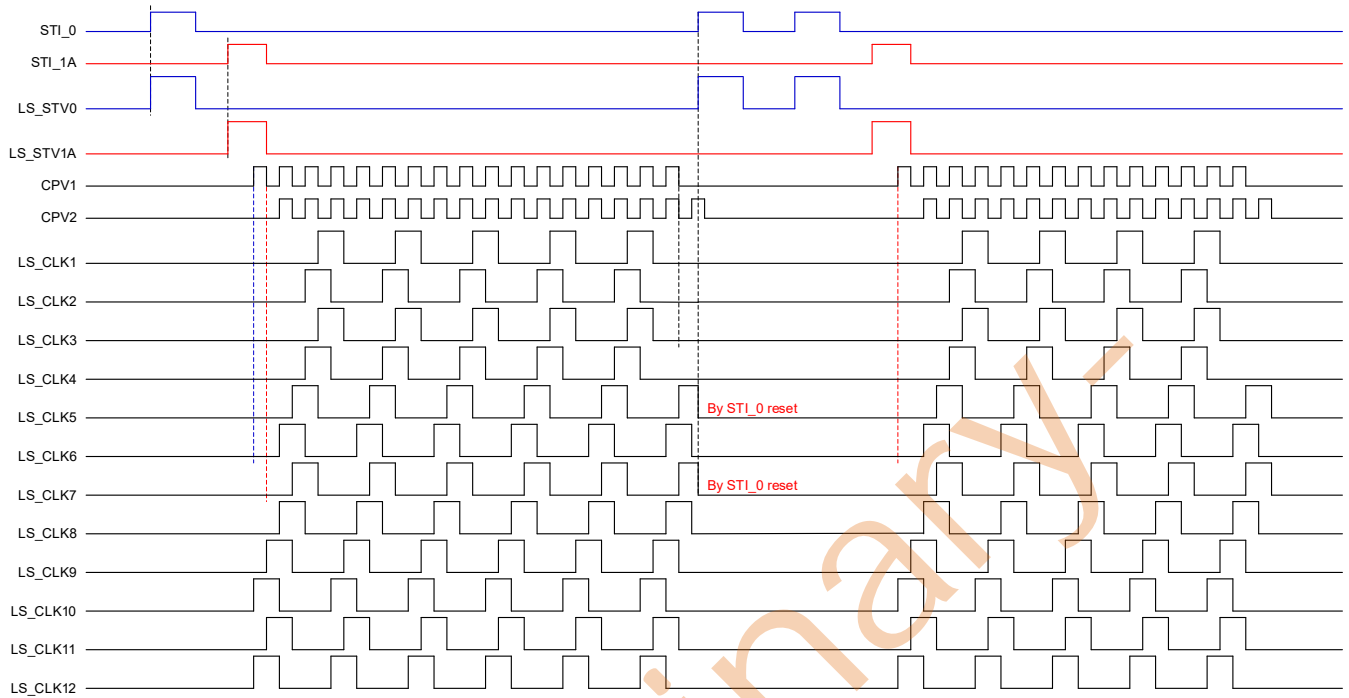 STI_0
STI_1A
LS_STV0
LS_STV1A
CPV1
CPV2
LS_CLK1
LS_CLK2
LS_CLK3
LS_CLK4
LS_CLK5 By STI_0 reset
LS_CLK6
LS_CLK7 By STI_0 reset
LS_CLK8
LS_CLK9
LS_CLK10
LS_CLK11
LS_CLK12
inary-